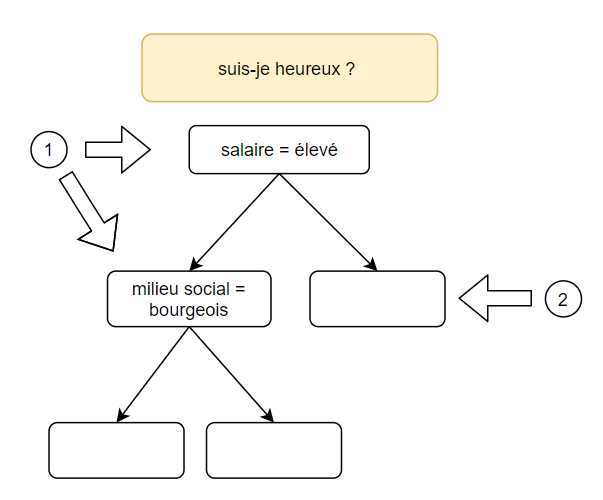 suis-je heureux ?
1
salaire = élevé
milieu social =
bourgeois
2